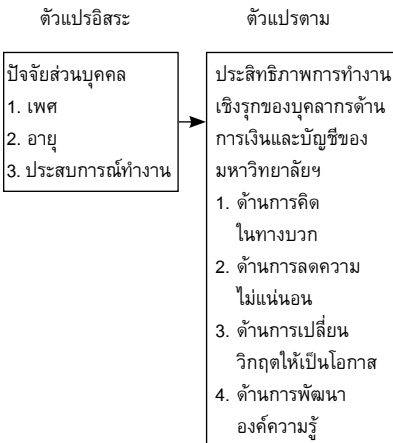 ตัวแปรอิสระ
ตัวแปรตาม
ปัจจัยส่วนบุคคล
1. เพศ
2. อายุ
3. ประสบการณ์ทำงาน
ประสิทธิภาพการทำงาน
เชิงรุกของบุคลากรด้าน
การเงินและบัญชีของ
มหาวิทยาลัยฯ
1. ด้านการคิด
ในทางบวก
2. ด้านการลดความ
ไม่แน่นอน
3. ด้านการเปลี่ยน
วิกฤตให้เป็นโอกาส
4. ด้านการพัฒนา
องค์ความรู้